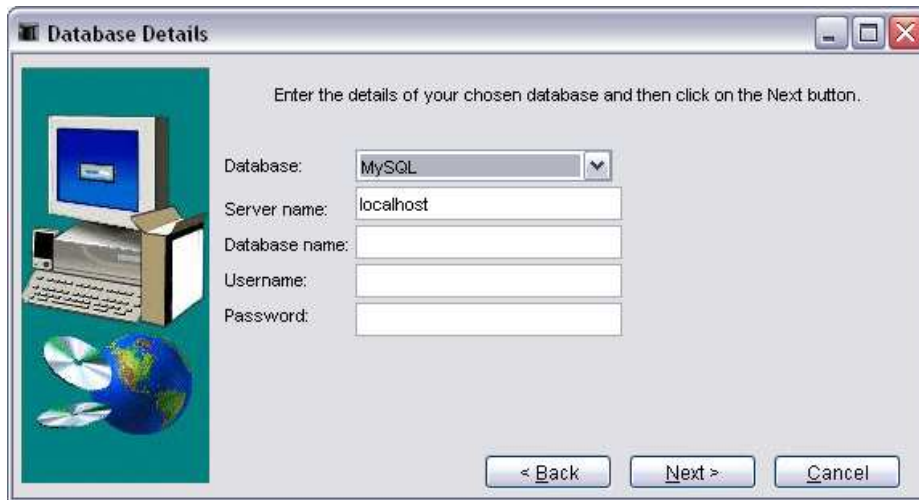 Database Details
Enter the details of your chosen database and then click on the Next button.
Database: MySQL
Server name: localhost
Database name:
Username:
Password:
< Back Next > Cancel